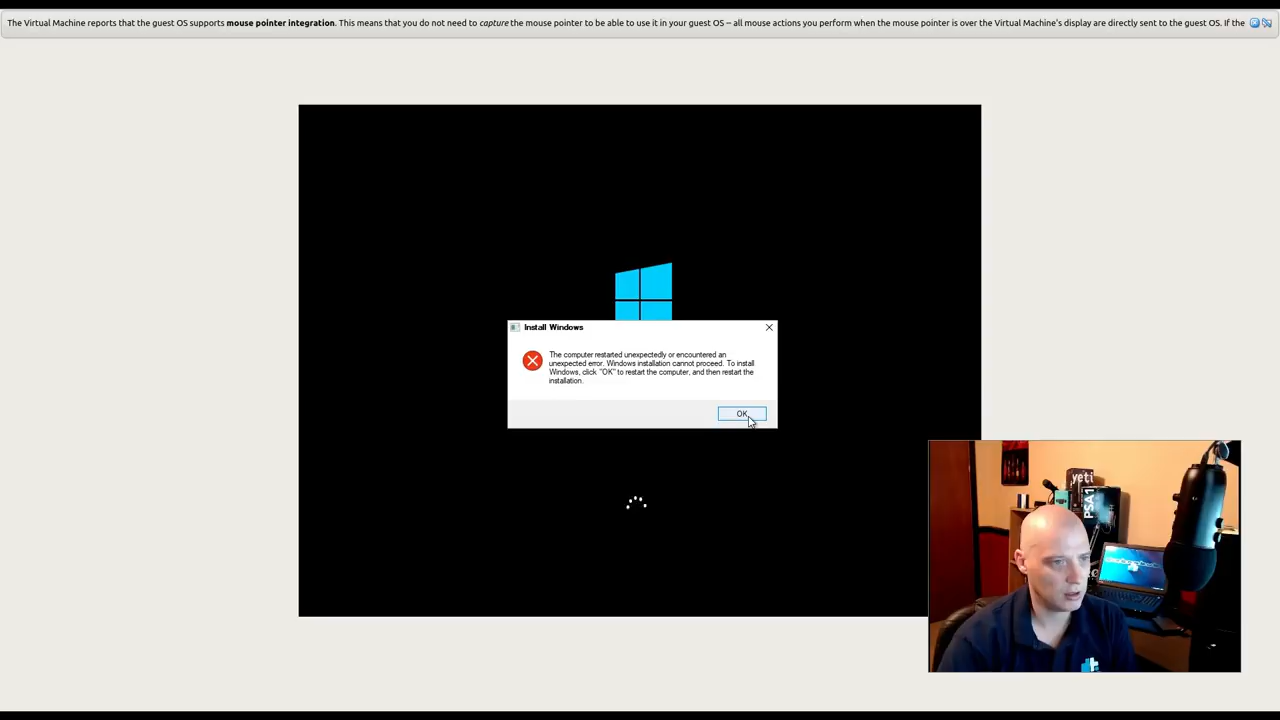 The Virtual Machine reports that the guest OS supports mouse pointer integration. This means that you do not need to capture the mouse pointer to be able to use it in your guest OS – all mouse actions you perform when the mouse pointer is over the Virtual Machine's display are directly sent to the guest OS. If the
Install Windows
The computer restarted unexpectedly or encountered an
unexpected error. Windows installation cannot proceed. To install
Windows, click "OK" to restart the computer, and then restart the
installation.
OK
yeti
PSA1